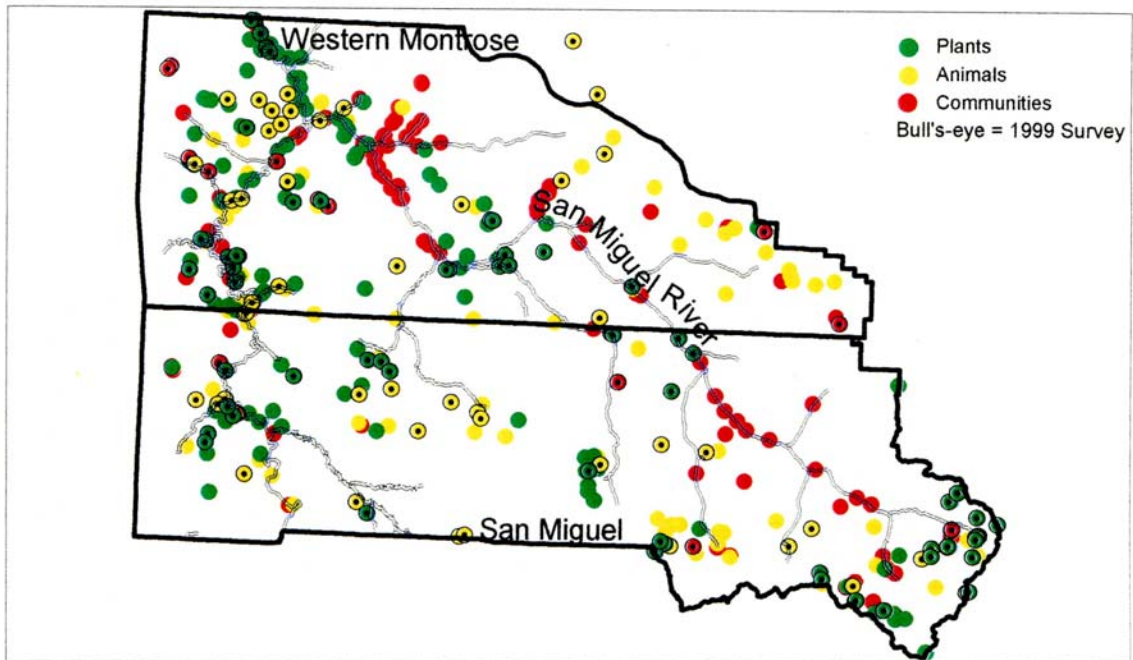 Western Montrose
Plants
Animals
Communities
Bull's-eye = 1999 Survey
San Miguel River
San Miguel